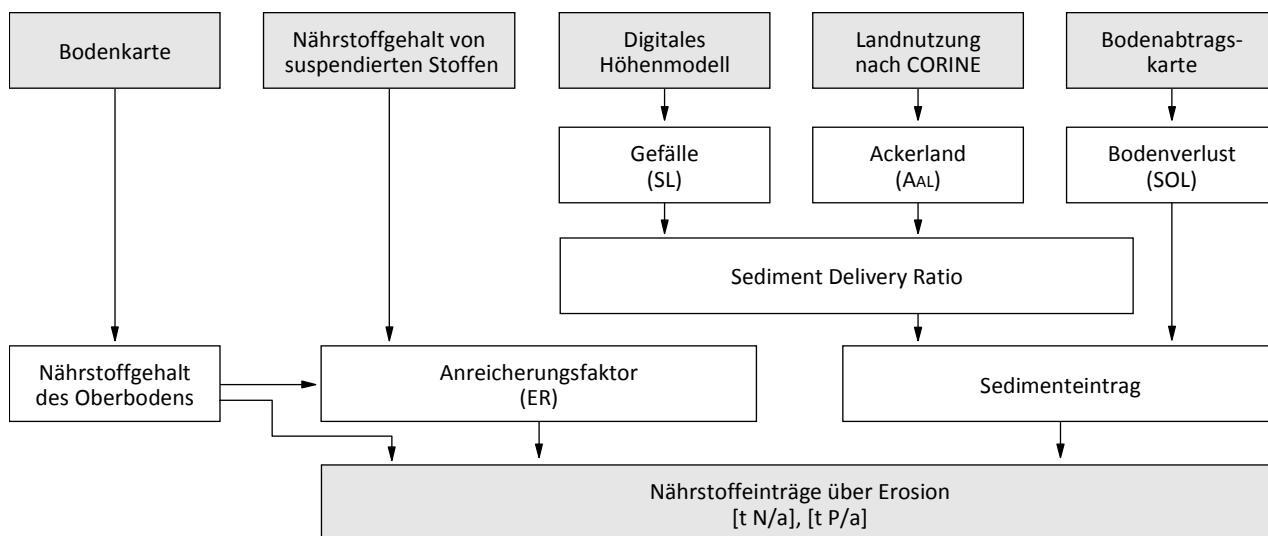 Bodenkarte
Nährstoffgehalt von
suspendierten Stoffen
Digitales
Höhenmodell
Landnutzung
nach CORINE
Bodenabtrags-
karte
Gefälle
(SL)
Ackerland
(AAL)
Bodenverlust
(SOL)
Sediment Delivery Ratio
Nährstoffgehalt
des Oberbodens
Anreicherungsfaktor
(ER)
Sedimenteintrag
Nährstoffeinträge über Erosion
[t N/a], [t P/a]